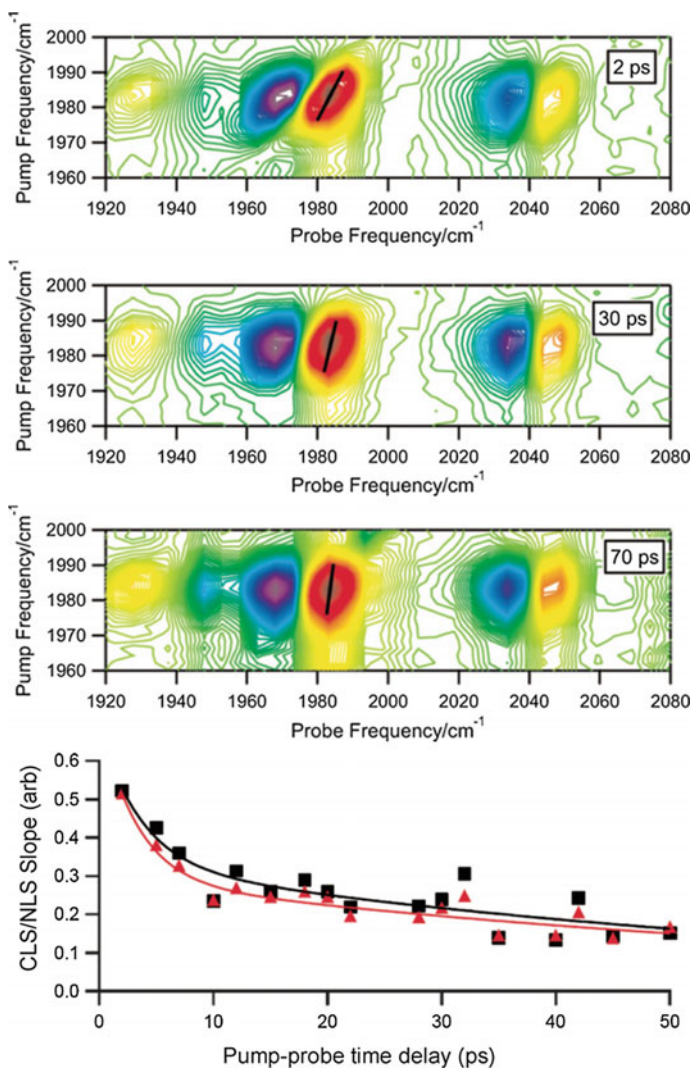 2000
1990
1980
1970
1960
Pump Frequency/cm⁻¹
2 ps
1920 1940 1960 1980 2000 2020 2040 2060 2080
Probe Frequency/cm⁻¹
2000
1990
1980
1970
1960
Pump Frequency/cm⁻¹
30 ps
1920 1940 1960 1980 2000 2020 2040 2060 2080
Probe Frequency/cm⁻¹
2000
1990
1980
1970
1960
Pump Frequency/cm⁻¹
70 ps
1920 1940 1960 1980 2000 2020 2040 2060 2080
Probe Frequency/cm⁻¹
0.6
0.5
0.4
0.3
0.2
0.1
0.0
CLS/NLS Slope (arb)
0 10 20 30 40 50
Pump-probe time delay (ps)